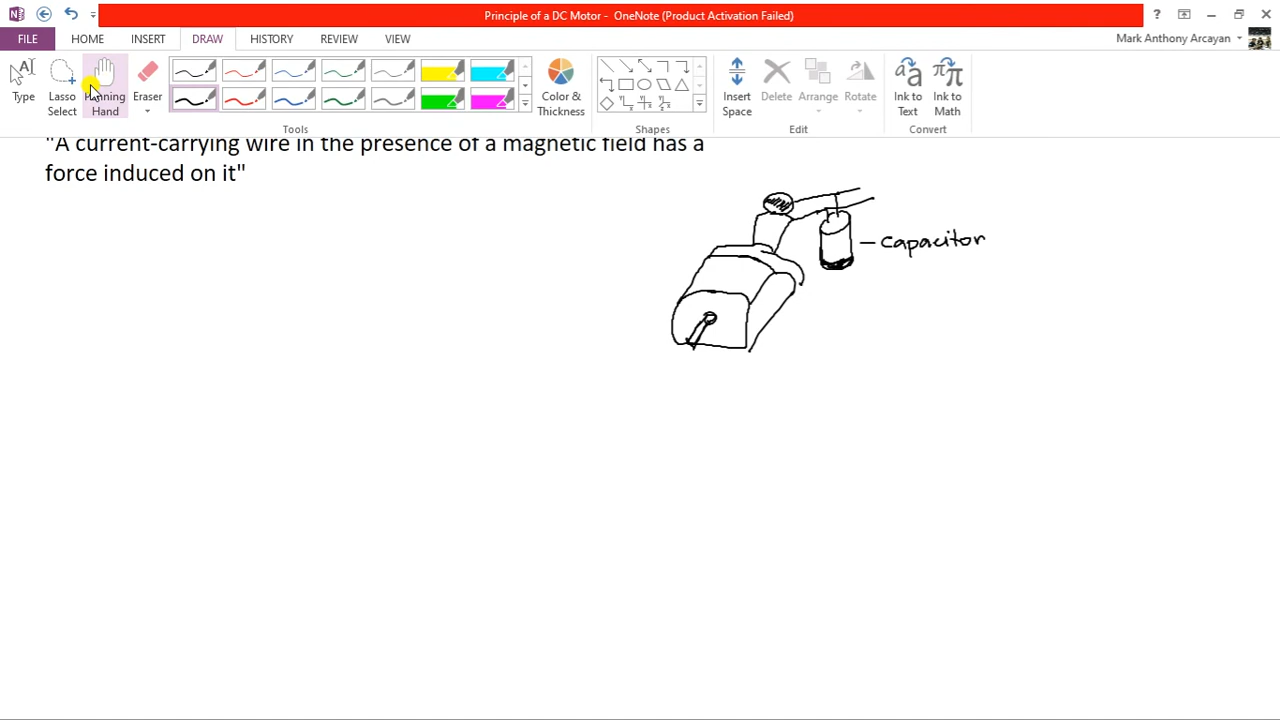 Principle of a DC Motor - OneNote (Product Activation Failed)
FILE HOME INSERT DRAW HISTORY REVIEW VIEW
Mark Anthony Arcayan
Type
Lasso Select
Panning Hand
Eraser
Color & Thickness
Insert Space
Delete
Arrange
Rotate
Ink to Text
Ink to Math
Tools Shapes Edit Convert
"A current-carrying wire in the presence of a magnetic field has a
force induced on it"
Capacitor